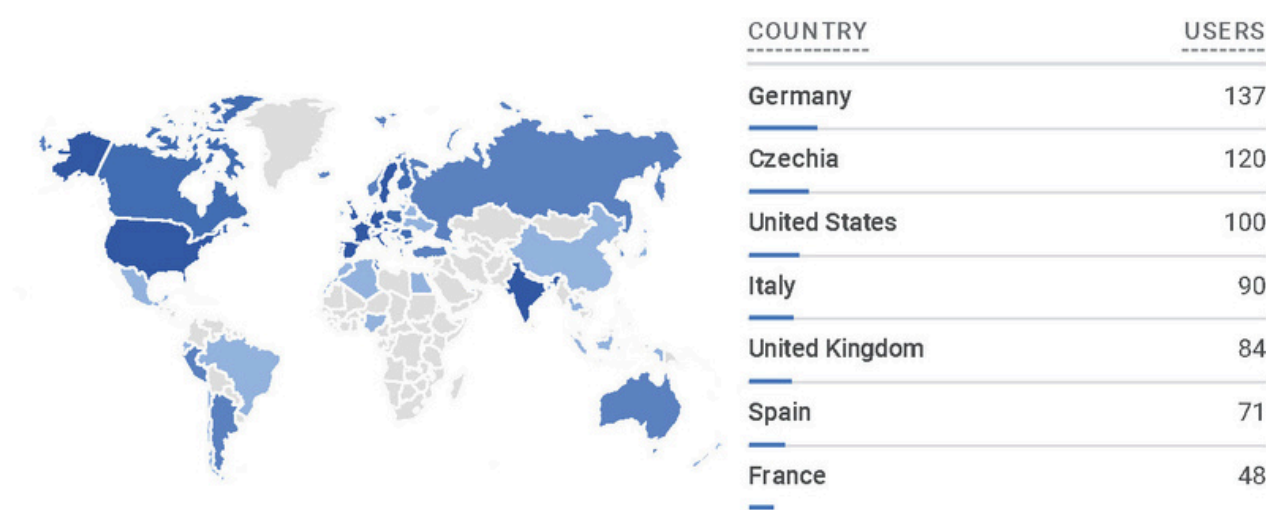 COUNTRY USERS
Germany 137
Czechia 120
United States 100
Italy 90
United Kingdom 84
Spain 71
France 48